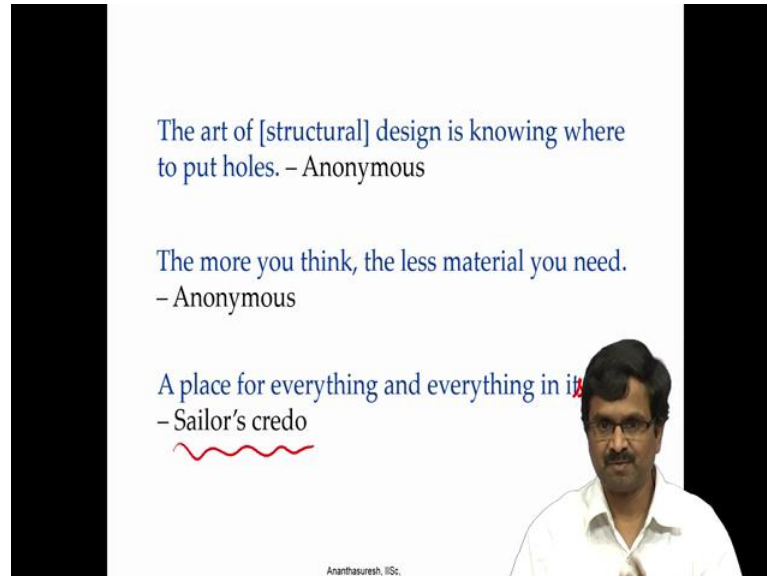 The art of [structural] design is knowing where
to put holes. – Anonymous
The more you think, the less material you need.
– Anonymous
A place for everything and everything in its
– Sailor's credo
Ananthasuresh, IISc,